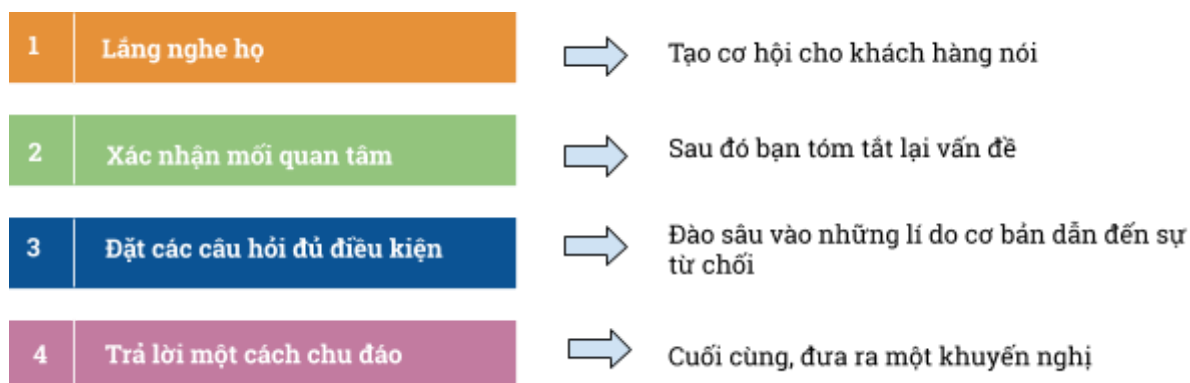 1 Lắng nghe họ Tạo cơ hội cho khách hàng nói
2 Xác nhận mối quan tâm Sau đó bạn tóm tắt lại vấn đề
3 Đặt các câu hỏi đủ điều kiện Đào sâu vào những lí do cơ bản dẫn đến sự
từ chối
4 Trả lời một cách chu đáo Cuối cùng, đưa ra một khuyến nghị